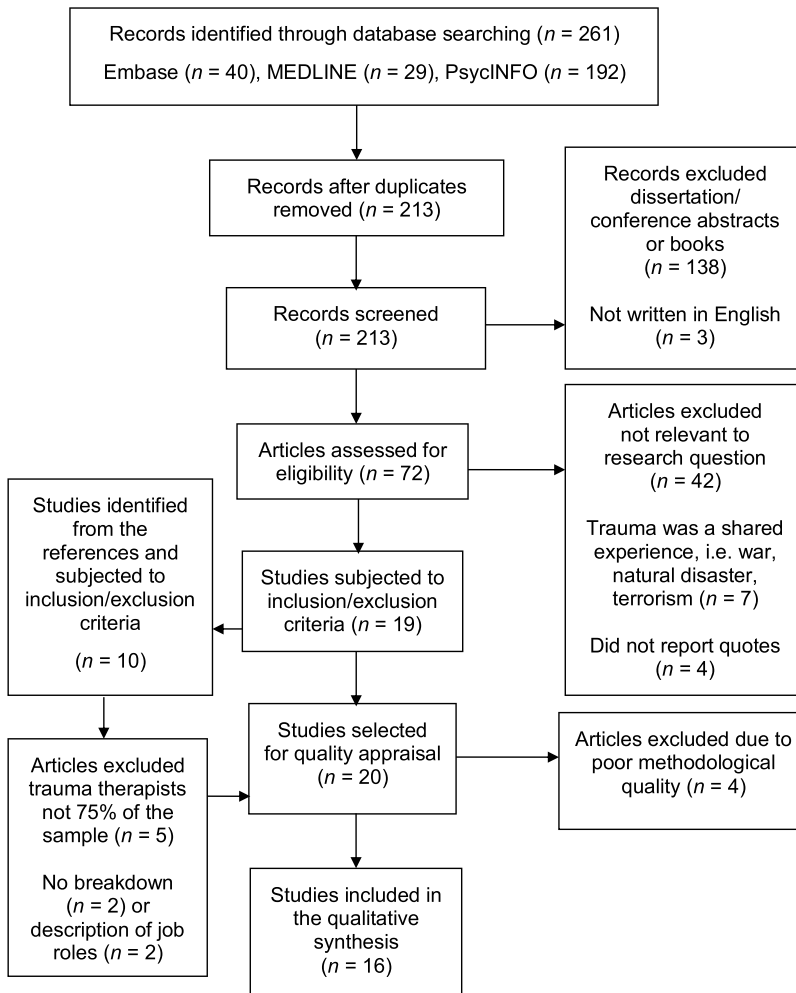 Records identified through database searching (n = 261)
Embase (n = 40), MEDLINE (n = 29), PsycINFO (n = 192)
Records after duplicates
removed (n = 213)
Records excluded
dissertation/
conference abstracts
or books
(n = 138)
Not written in English
(n = 3)
Records screened
(n = 213)
Articles assessed for
eligibility (n = 72)
Articles excluded
not relevant to
research question
(n = 42)
Trauma was a shared
experience, i.e. war,
natural disaster,
terrorism (n = 7)
Did not report quotes
(n = 4)
Studies identified
from the
references and
subjected to
inclusion/exclusion
criteria
(n = 10)
Studies subjected to
inclusion/exclusion
criteria (n = 19)
Studies selected
for quality appraisal
(n = 20)
Articles excluded due to
poor methodological
quality (n = 4)
Articles excluded
trauma therapists
not 75% of the
sample (n = 5)
No breakdown
(n = 2) or
description of job
roles (n = 2)
Studies included in
the qualitative
synthesis
(n = 16)